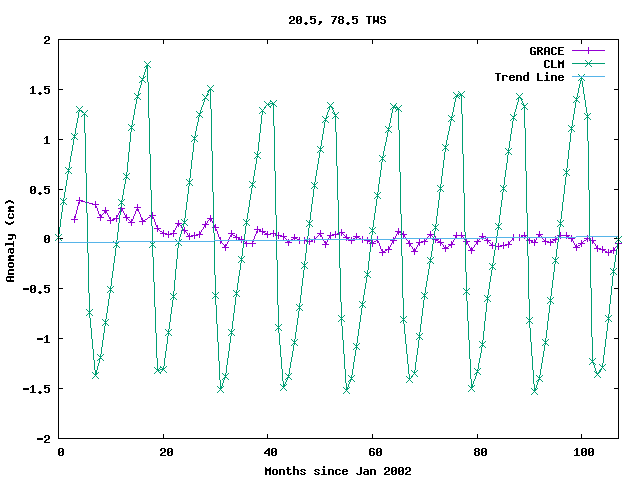 20.5, 78.5 TWS
GRACE
CLM
Trend Line
2
1.5
1
0.5
0
-0.5
-1
-1.5
-2
Anomaly (cm)
0 20 40 60 80 100
Months since Jan 2002